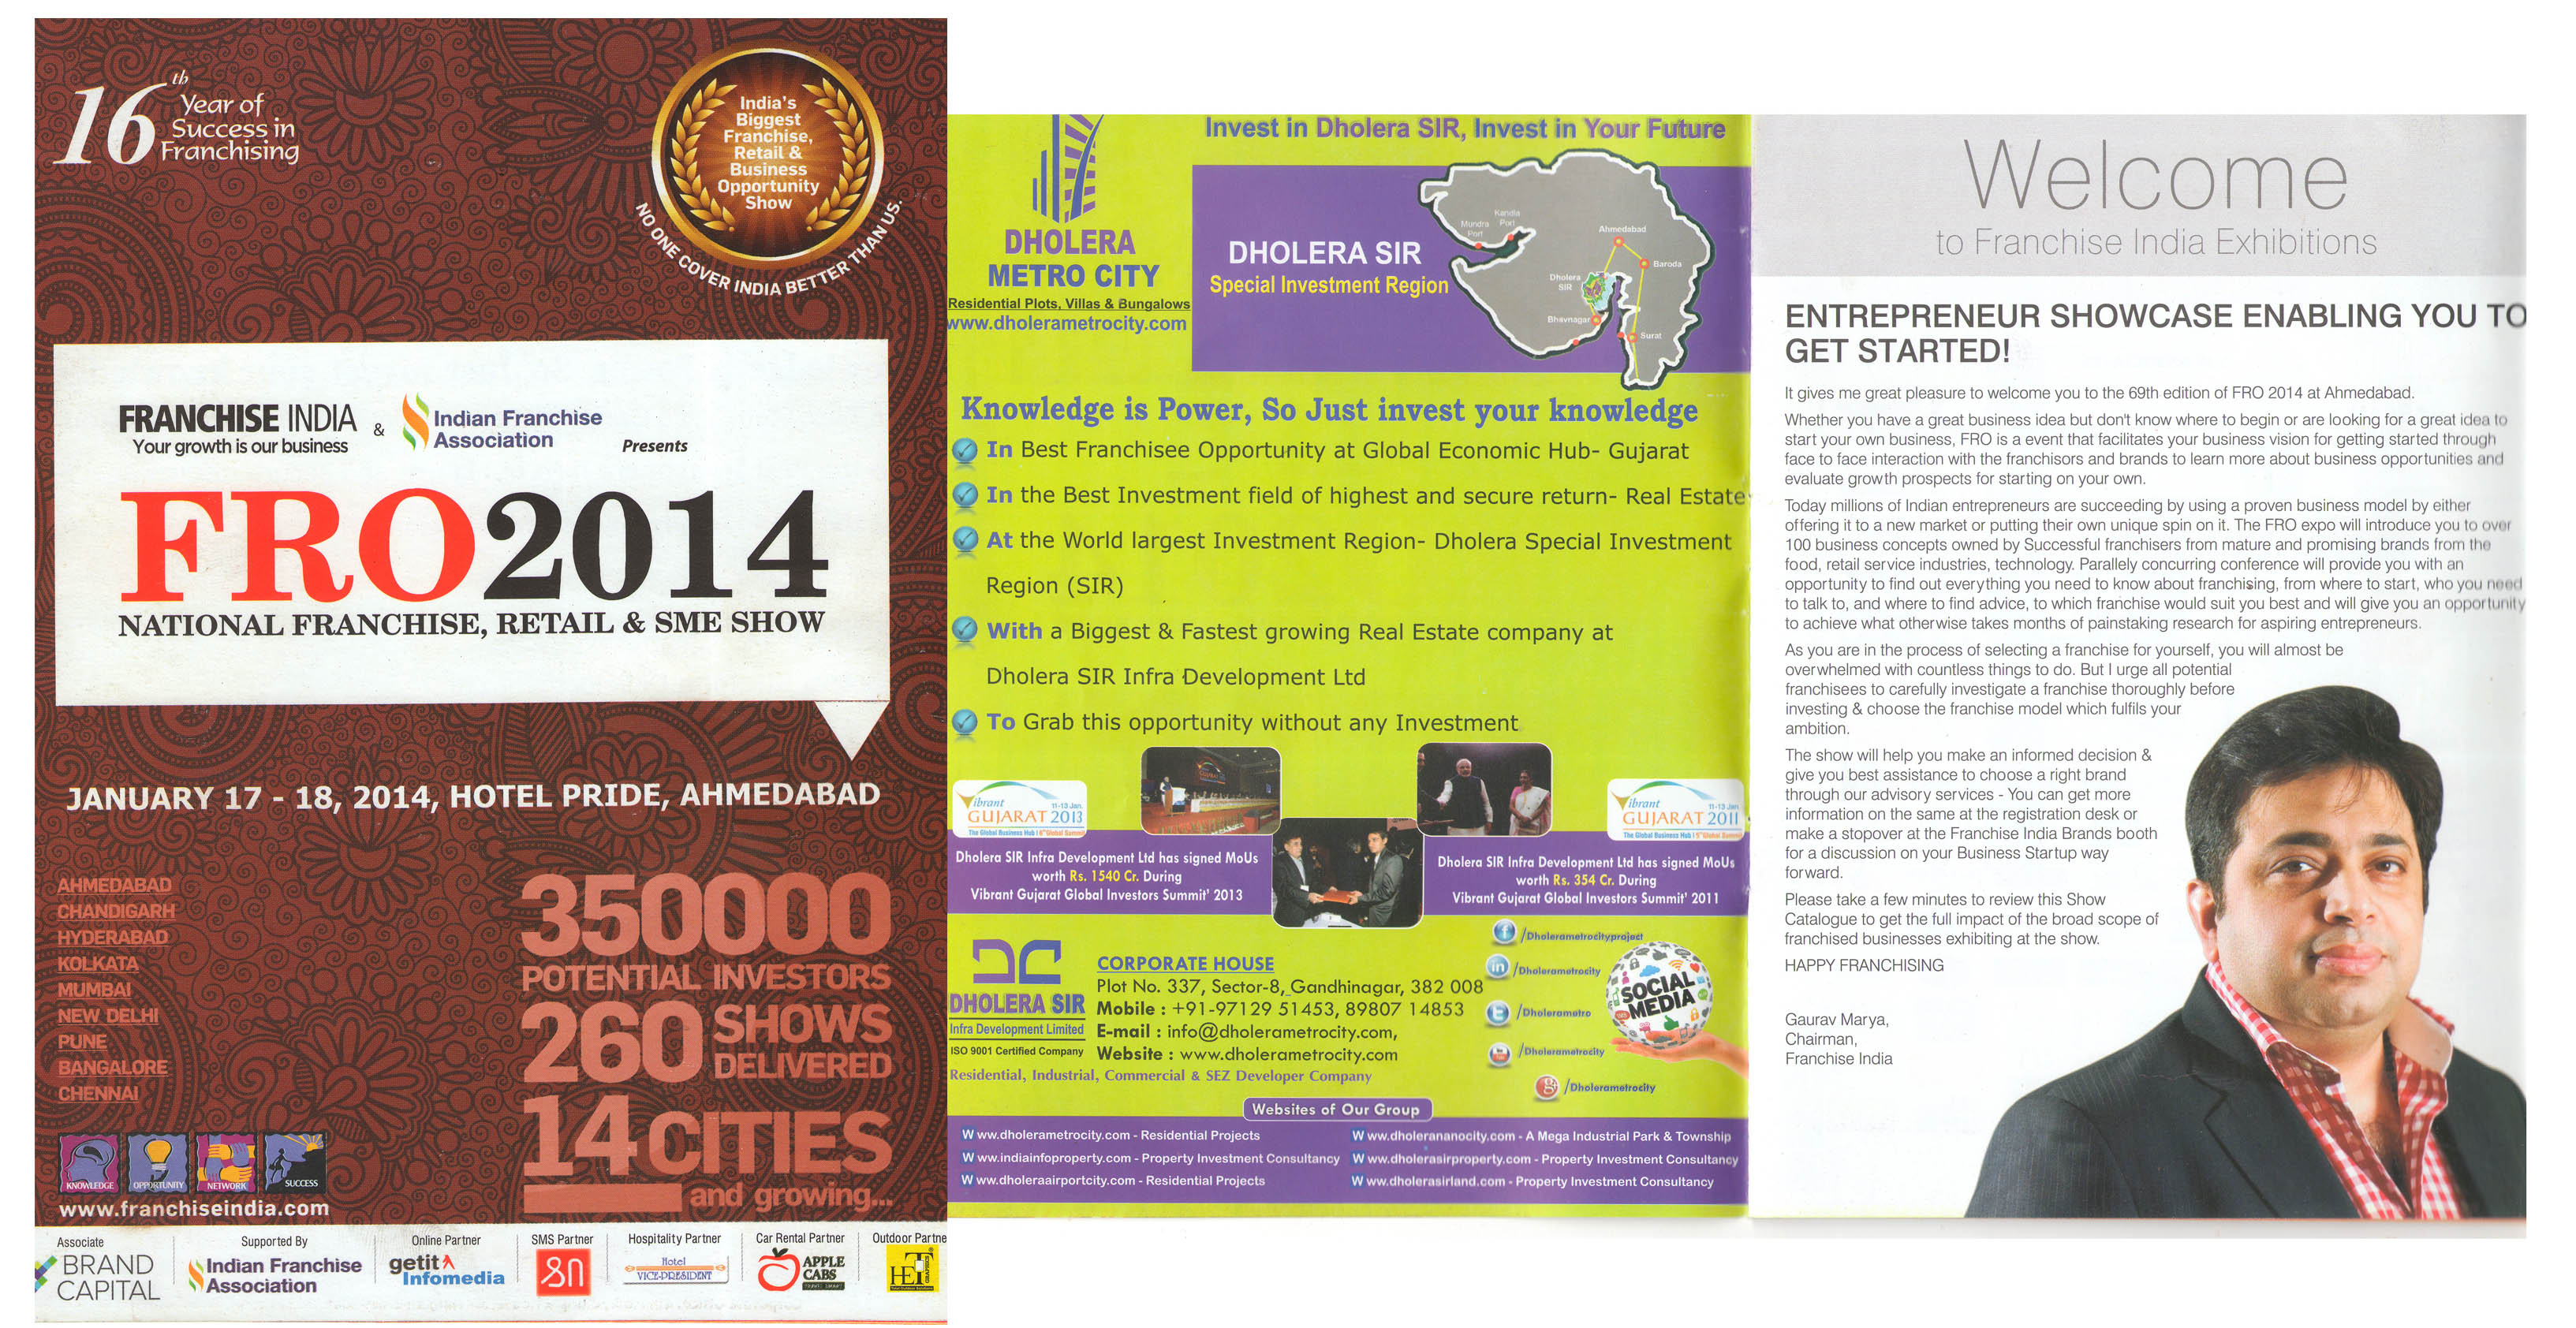 16th
Year of
Success in
Franchising
India's
Biggest
Franchise,
Retail &
Business
Opportunity
Show
NO ONE COVER INDIA BETTER THAN US.
FRANCHISE INDIA
Your growth is our business
&
Indian Franchise
Association
Presents
FRO2014
NATIONAL FRANCHISE, RETAIL & SME SHOW
JANUARY 17 - 18, 2014, HOTEL PRIDE, AHMEDABAD
AHMEDABAD
CHANDIGARH
HYDERABAD
KOLKATA
MUMBAI
NEW DELHI
PUNE
BANGALORE
CHENNAI
350000
POTENTIAL INVESTORS
260 SHOWS
DELIVERED
14 CITIES
and growing...
KNOWLEDGE
OPPORTUNITY
NETWORK
SUCCESS
www.franchiseindia.com
Associate
BRAND
CAPITAL
Supported By
Indian Franchise
Association
Online Partner
getit
Infomedia
SMS Partner
Hospitality Partner
Hotel
VICE-PRESIDENT
Car Rental Partner
APPLE
CABS
Outdoor Partne
HET
GRAPHICS
DHOLERA
METRO CITY
Residential Plots, Villas & Bungalows
www.dholerametrocity.com
Invest in Dholera SIR, Invest in Your Future
DHOLERA SIR
Special Investment Region
Kandla
Port
Mundra
Port
Ahmedabad
Baroda
Dholera
SIR
Bhavnagar
Surat
Knowledge is Power, So Just invest your knowledge
In Best Franchisee Opportunity at Global Economic Hub- Gujarat
In the Best Investment field of highest and secure return- Real Estate
At the World largest Investment Region- Dholera Special Investment
Region (SIR)
With a Biggest & Fastest growing Real Estate company at
Dholera SIR Infra Development Ltd
To Grab this opportunity without any Investment
Vibrant
11-13 Jan.
GUJARAT 2013
The Global Business Hub | 6th Global Summit
Dholera SIR Infra Development Ltd has signed MoUs
worth Rs. 1540 Cr. During
Vibrant Gujarat Global Investors Summit' 2013
Vibrant
11-13 Jan
GUJARAT 2011
The Global Business Hub | 5th Global Summit
Dholera SIR Infra Development Ltd has signed MoUs
worth Rs. 354 Cr. During
Vibrant Gujarat Global Investors Summit' 2011
DHOLERA SIR
Infra Development Limited
ISO 9001 Certified Company
CORPORATE HOUSE
Plot No. 337, Sector-8, Gandhinagar, 382 008
Mobile : +91-97129 51453, 89807 14853
E-mail : info@dholerametrocity.com,
Website : www.dholerametrocity.com
Residential, Industrial, Commercial & SEZ Developer Company
/Dholerametrocityproject
/Dholerametrocity
/Dholerametro
/Dholerametrocity
/Dholerametrocity
SOCIAL
MEDIA
Websites of Our Group
Www.dholerametrocity.com - Residential Projects
Www.indiainfoproperty.com - Property Investment Consultancy
Www.dholeraairportcity.com - Residential Projects
Www.dholerananocity.com - A Mega Industrial Park & Township
Www.dholerasirproperty.com - Property Investment Consultancy
Www.dholerasirland.com - Property Investment Consultancy
Welcome
to Franchise India Exhibitions
ENTREPRENEUR SHOWCASE ENABLING YOU TO
GET STARTED!
It gives me great pleasure to welcome you to the 69th edition of FRO 2014 at Ahmedabad.
Whether you have a great business idea but don't know where to begin or are looking for a great idea to
start your own business, FRO is a event that facilitates your business vision for getting started through
face to face interaction with the franchisors and brands to learn more about business opportunities and
evaluate growth prospects for starting on your own.
Today millions of Indian entrepreneurs are succeeding by using a proven business model by either
offering it to a new market or putting their own unique spin on it. The FRO expo will introduce you to over
100 business concepts owned by Successful franchisers from mature and promising brands from the
food, retail service industries, technology. Parallely concurring conference will provide you with an
opportunity to find out everything you need to know about franchising, from where to start, who you need
to talk to, and where to find advice, to which franchise would suit you best and will give you an opportunity
to achieve what otherwise takes months of painstaking research for aspiring entrepreneurs.
As you are in the process of selecting a franchise for yourself, you will almost be
overwhelmed with countless things to do. But I urge all potential
franchisees to carefully investigate a franchise thoroughly before
investing & choose the franchise model which fulfils your
ambition.
The show will help you make an informed decision &
give you best assistance to choose a right brand
through our advisory services - You can get more
information on the same at the registration desk or
make a stopover at the Franchise India Brands booth
for a discussion on your Business Startup way
forward.
Please take a few minutes to review this Show
Catalogue to get the full impact of the broad scope of
franchised businesses exhibiting at the show.
HAPPY FRANCHISING
Gaurav Marya,
Chairman,
Franchise India